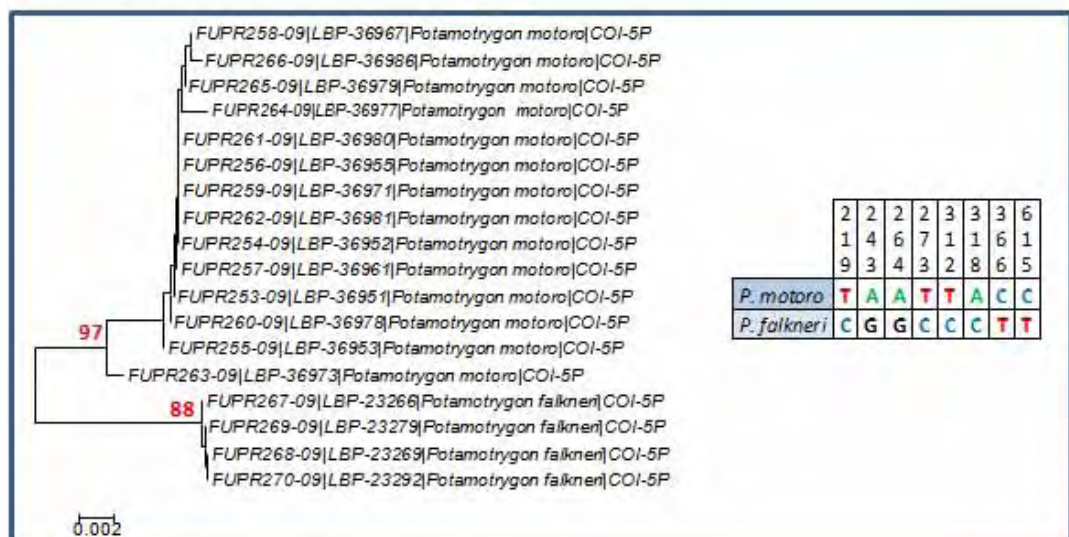 FUPR258-09|LBP-36967|Potamotrygon motoro|COI-5P
FUPR266-09|LBP-36986|Potamotrygon motoro|COI-5P
FUPR265-09|LBP-36979|Potamotrygon motoro|COI-5P
FUPR264-09|LBP-36977|Potamotrygon motoro|COI-5P
FUPR261-09|LBP-36980|Potamotrygon motoro|COI-5P
FUPR256-09|LBP-36955|Potamotrygon motoro|COI-5P
FUPR259-09|LBP-36971|Potamotrygon motoro|COI-5P
FUPR262-09|LBP-36981|Potamotrygon motoro|COI-5P
FUPR254-09|LBP-36952|Potamotrygon motoro|COI-5P
FUPR257-09|LBP-36961|Potamotrygon motoro|COI-5P
FUPR253-09|LBP-36951|Potamotrygon motoro|COI-5P
FUPR260-09|LBP-36978|Potamotrygon motoro|COI-5P
FUPR255-09|LBP-36953|Potamotrygon motoro|COI-5P
FUPR263-09|LBP-36973|Potamotrygon motoro|COI-5P
FUPR267-09|LBP-23266|Potamotrygon falkneri|COI-5P
FUPR269-09|LBP-23279|Potamotrygon falkneri|COI-5P
FUPR268-09|LBP-23269|Potamotrygon falkneri|COI-5P
FUPR270-09|LBP-23292|Potamotrygon falkneri|COI-5P
97
88
0.002
2 2 2 2 3 3 3 6
1 4 6 7 1 1 6 1
9 3 4 3 2 8 6 5
P. motoro T A A T T A C C
P. falkneri C G G C C C T T